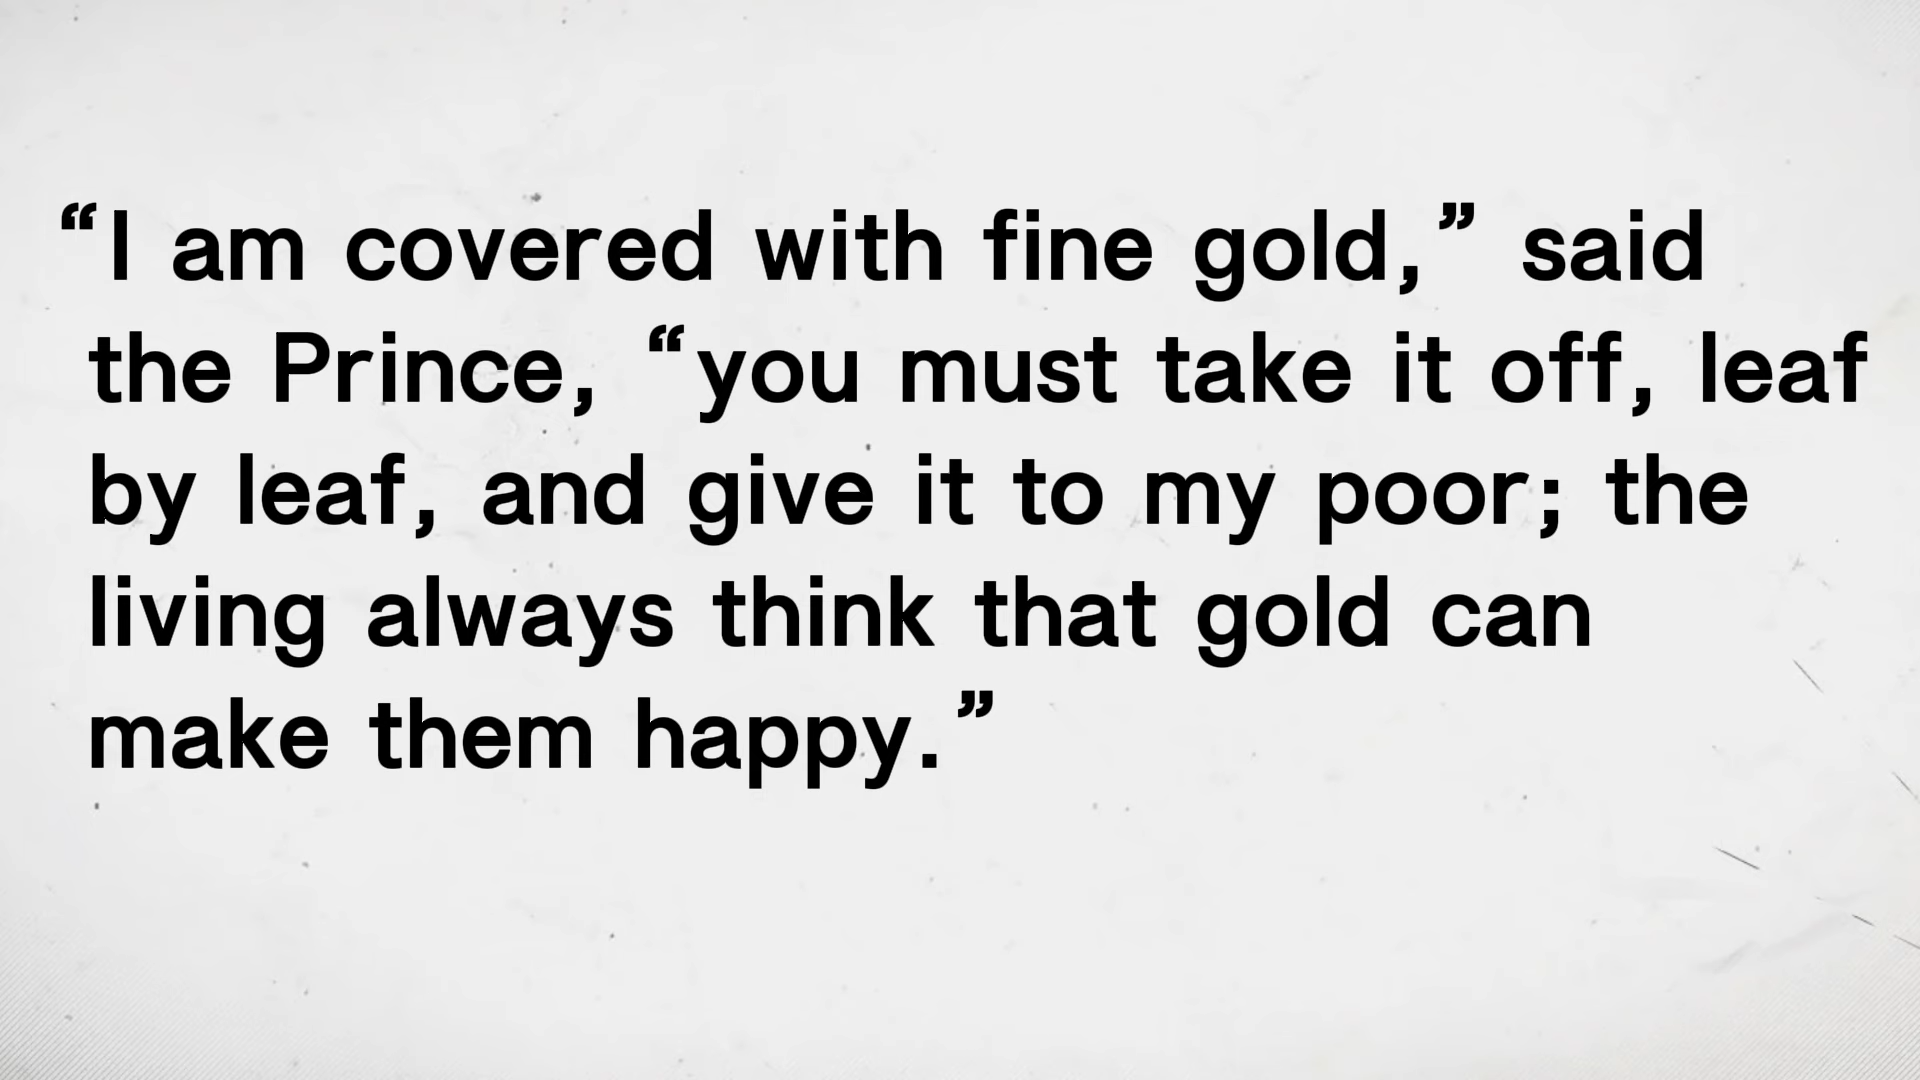 “I am covered with fine gold,” said
the Prince, “you must take it off, leaf
by leaf, and give it to my poor; the
living always think that gold can
make them happy.”